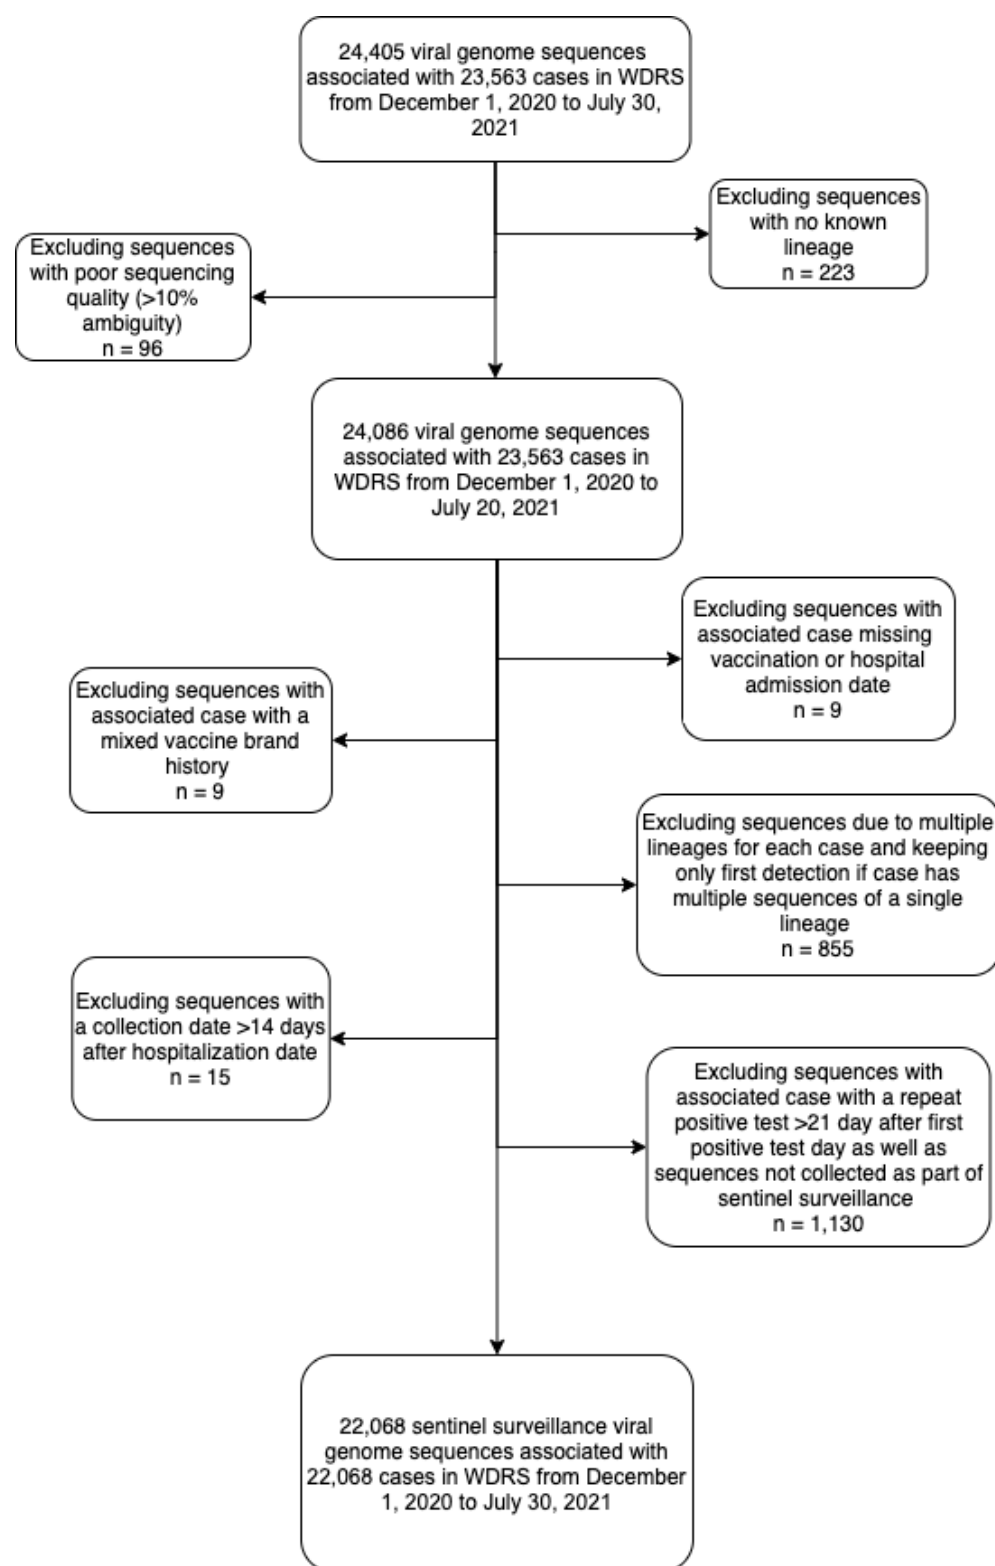 24,405 viral genome sequences
associated with 23,563 cases in WDRS
from December 1, 2020 to July 30,
2021
Excluding sequences
with no known
lineage
n = 223
Excluding sequences
with poor sequencing
quality (>10%
ambiguity)
n = 96
24,086 viral genome sequences
associated with 23,563 cases in
WDRS from December 1, 2020 to
July 20, 2021
Excluding sequences with
associated case missing
vaccination or hospital
admission date
n = 9
Excluding sequences with
associated case with a
mixed vaccine brand
history
n = 9
Excluding sequences due to multiple
lineages for each case and keeping
only first detection if case has
multiple sequences of a single
lineage
n = 855
Excluding sequences with
a collection date >14 days
after hospitalization date
n = 15
Excluding sequences with
associated case with a repeat
positive test >21 day after first
positive test day as well as
sequences not collected as part of
sentinel surveillance
n = 1,130
22,068 sentinel surveillance viral
genome sequences associated with
22,068 cases in WDRS from December
1, 2020 to July 30, 2021